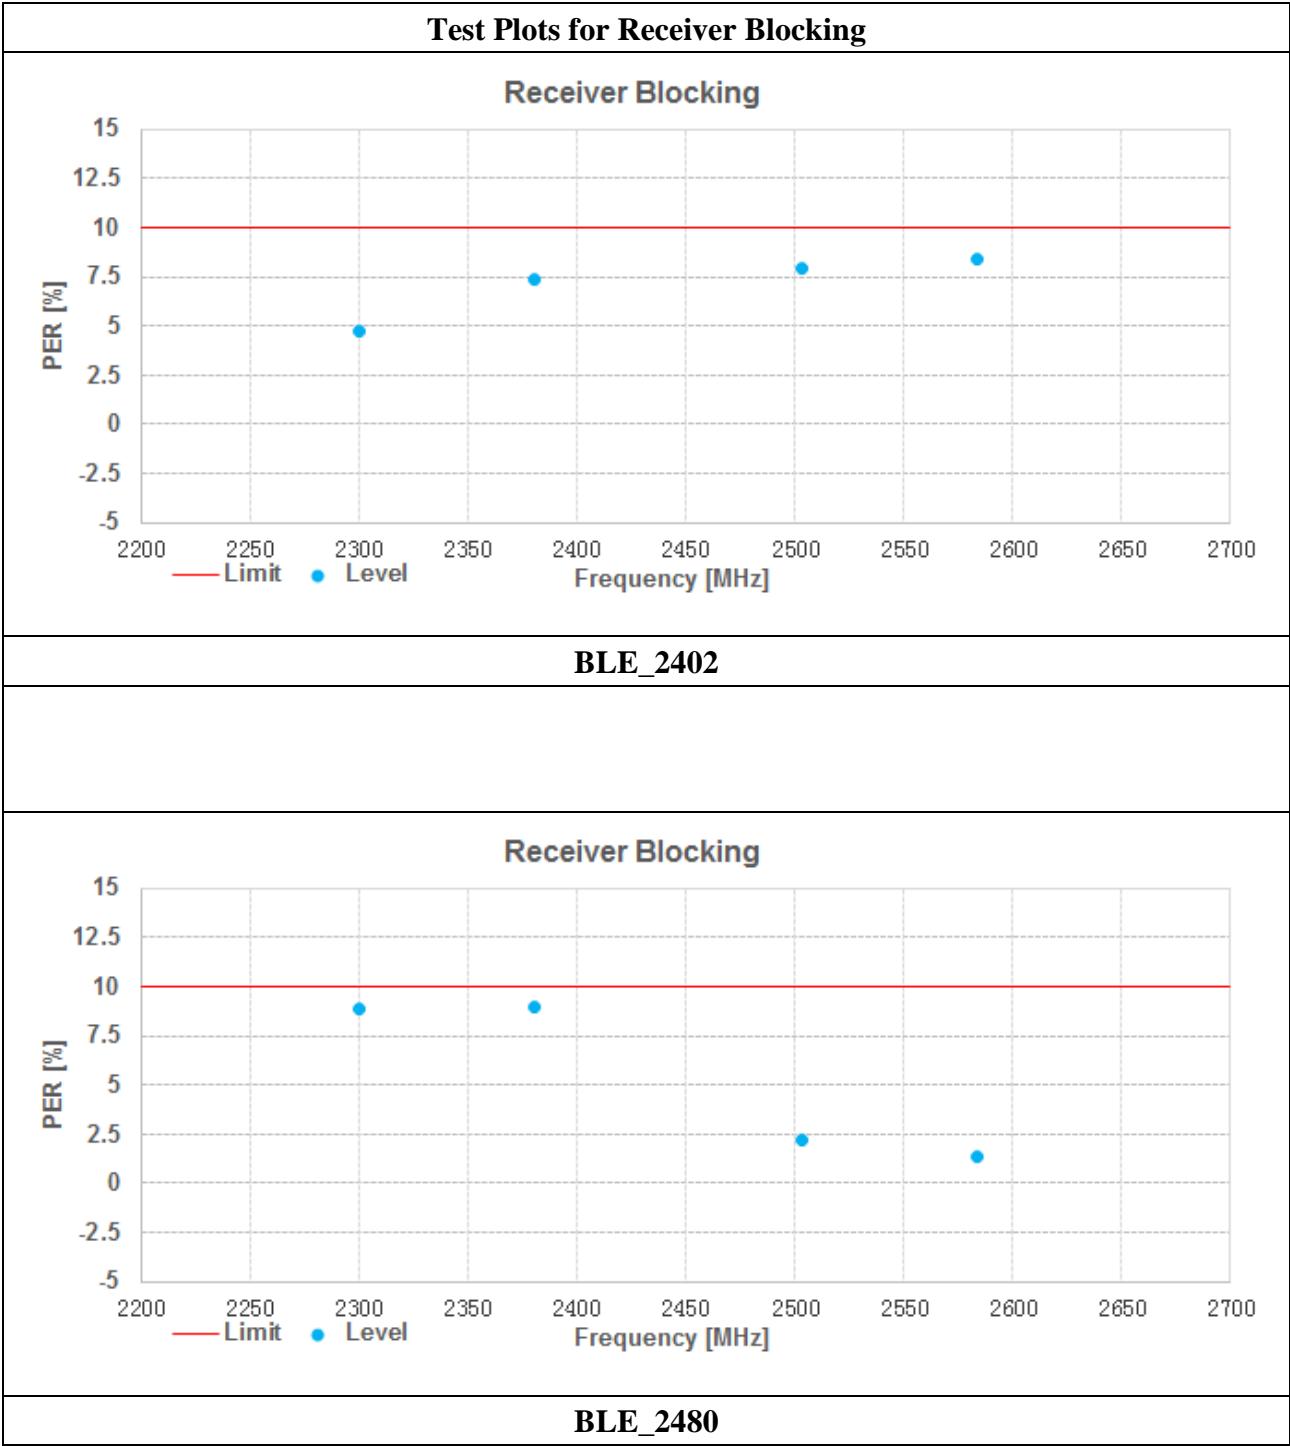 Test Plots for Receiver Blocking
Receiver Blocking
15
12.5
10
7.5
5
2.5
0
-2.5
-5
PER [%]
2200 2250 2300 2350 2400 2450 2500 2550 2600 2650 2700
Limit Level Frequency [MHz]
BLE_2402
Receiver Blocking
15
12.5
10
7.5
5
2.5
0
-2.5
-5
PER [%]
2200 2250 2300 2350 2400 2450 2500 2550 2600 2650 2700
Limit Level Frequency [MHz]
BLE_2480